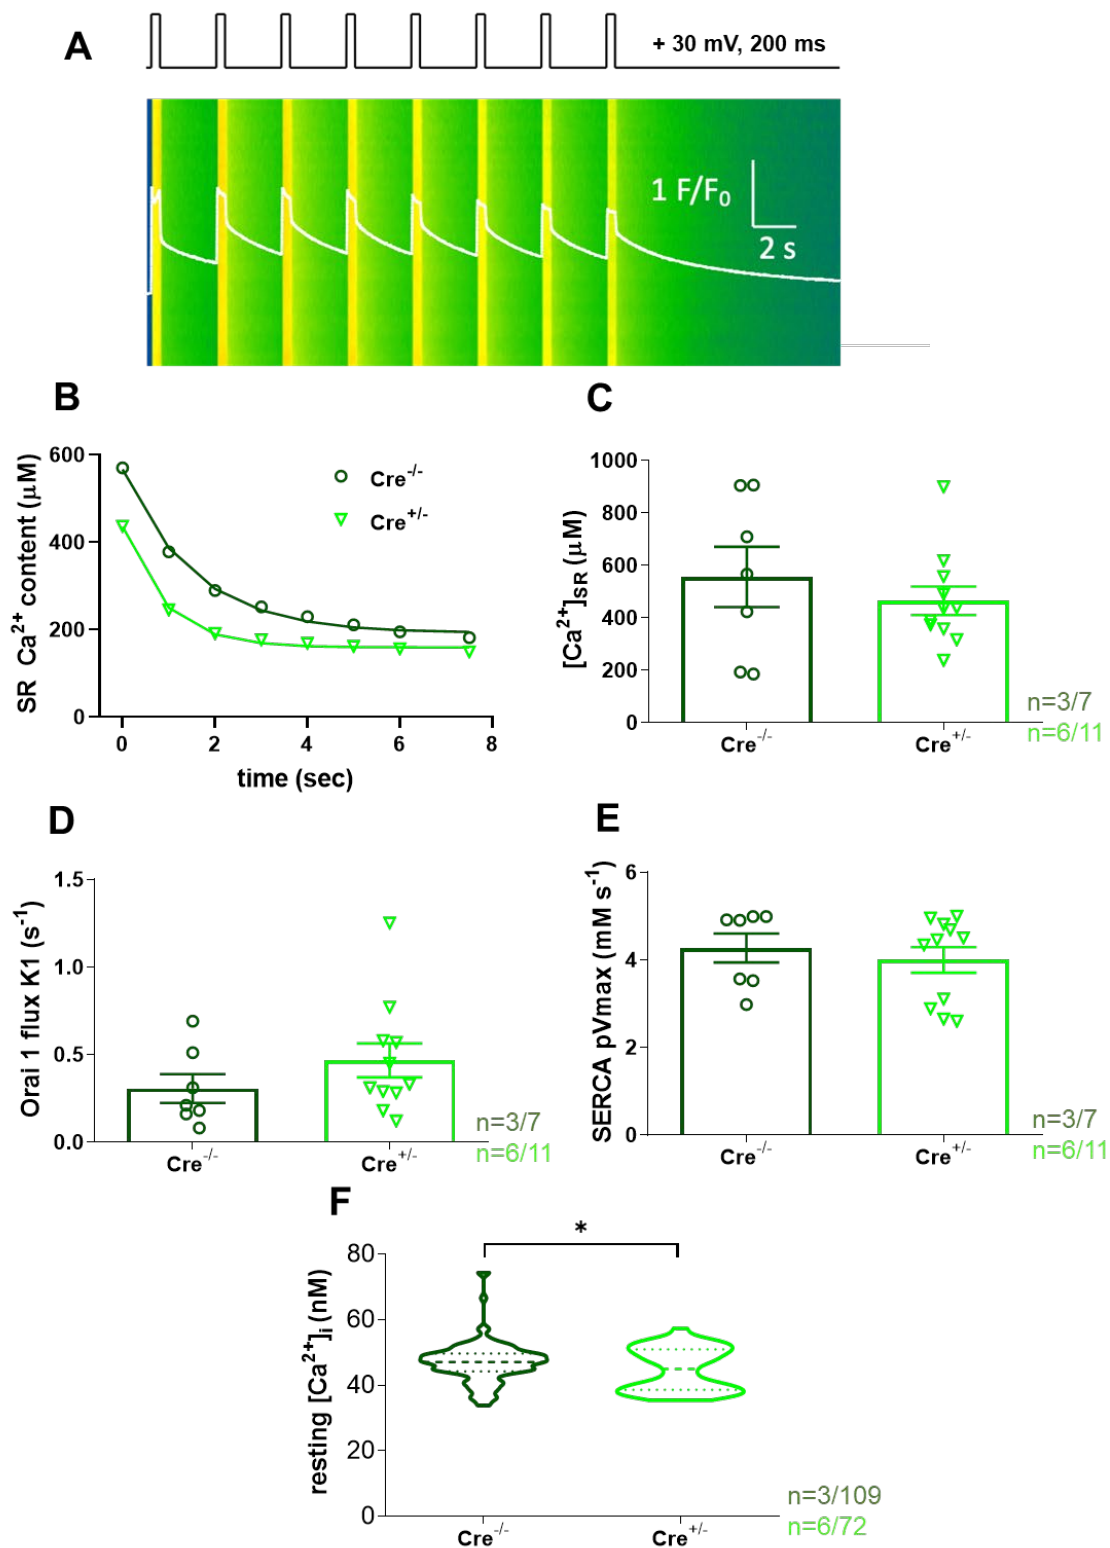 A
+ 30 mV, 200 ms
1 F/F₀
2 s
B
SR Ca²⁺ content (μM)
600
400
200
0
0 2 4 6 8
time (sec)
Cre⁻/⁻
Cre⁺/⁻
C
[Ca²⁺]SR (μM)
1000
800
600
400
200
0
Cre⁻/⁻ Cre⁺/⁻
n=3/7
n=6/11
D
Orai 1 flux K1 (s⁻¹)
1.5
1.0
0.5
0.0
Cre⁻/⁻ Cre⁺/⁻
n=3/7
n=6/11
E
SERCA pVmax (mM s⁻¹)
6
4
2
0
Cre⁻/⁻ Cre⁺/⁻
n=3/7
n=6/11
F
*
resting [Ca²⁺]i (nM)
80
60
40
20
0
Cre⁻/⁻ Cre⁺/⁻
n=3/109
n=6/72